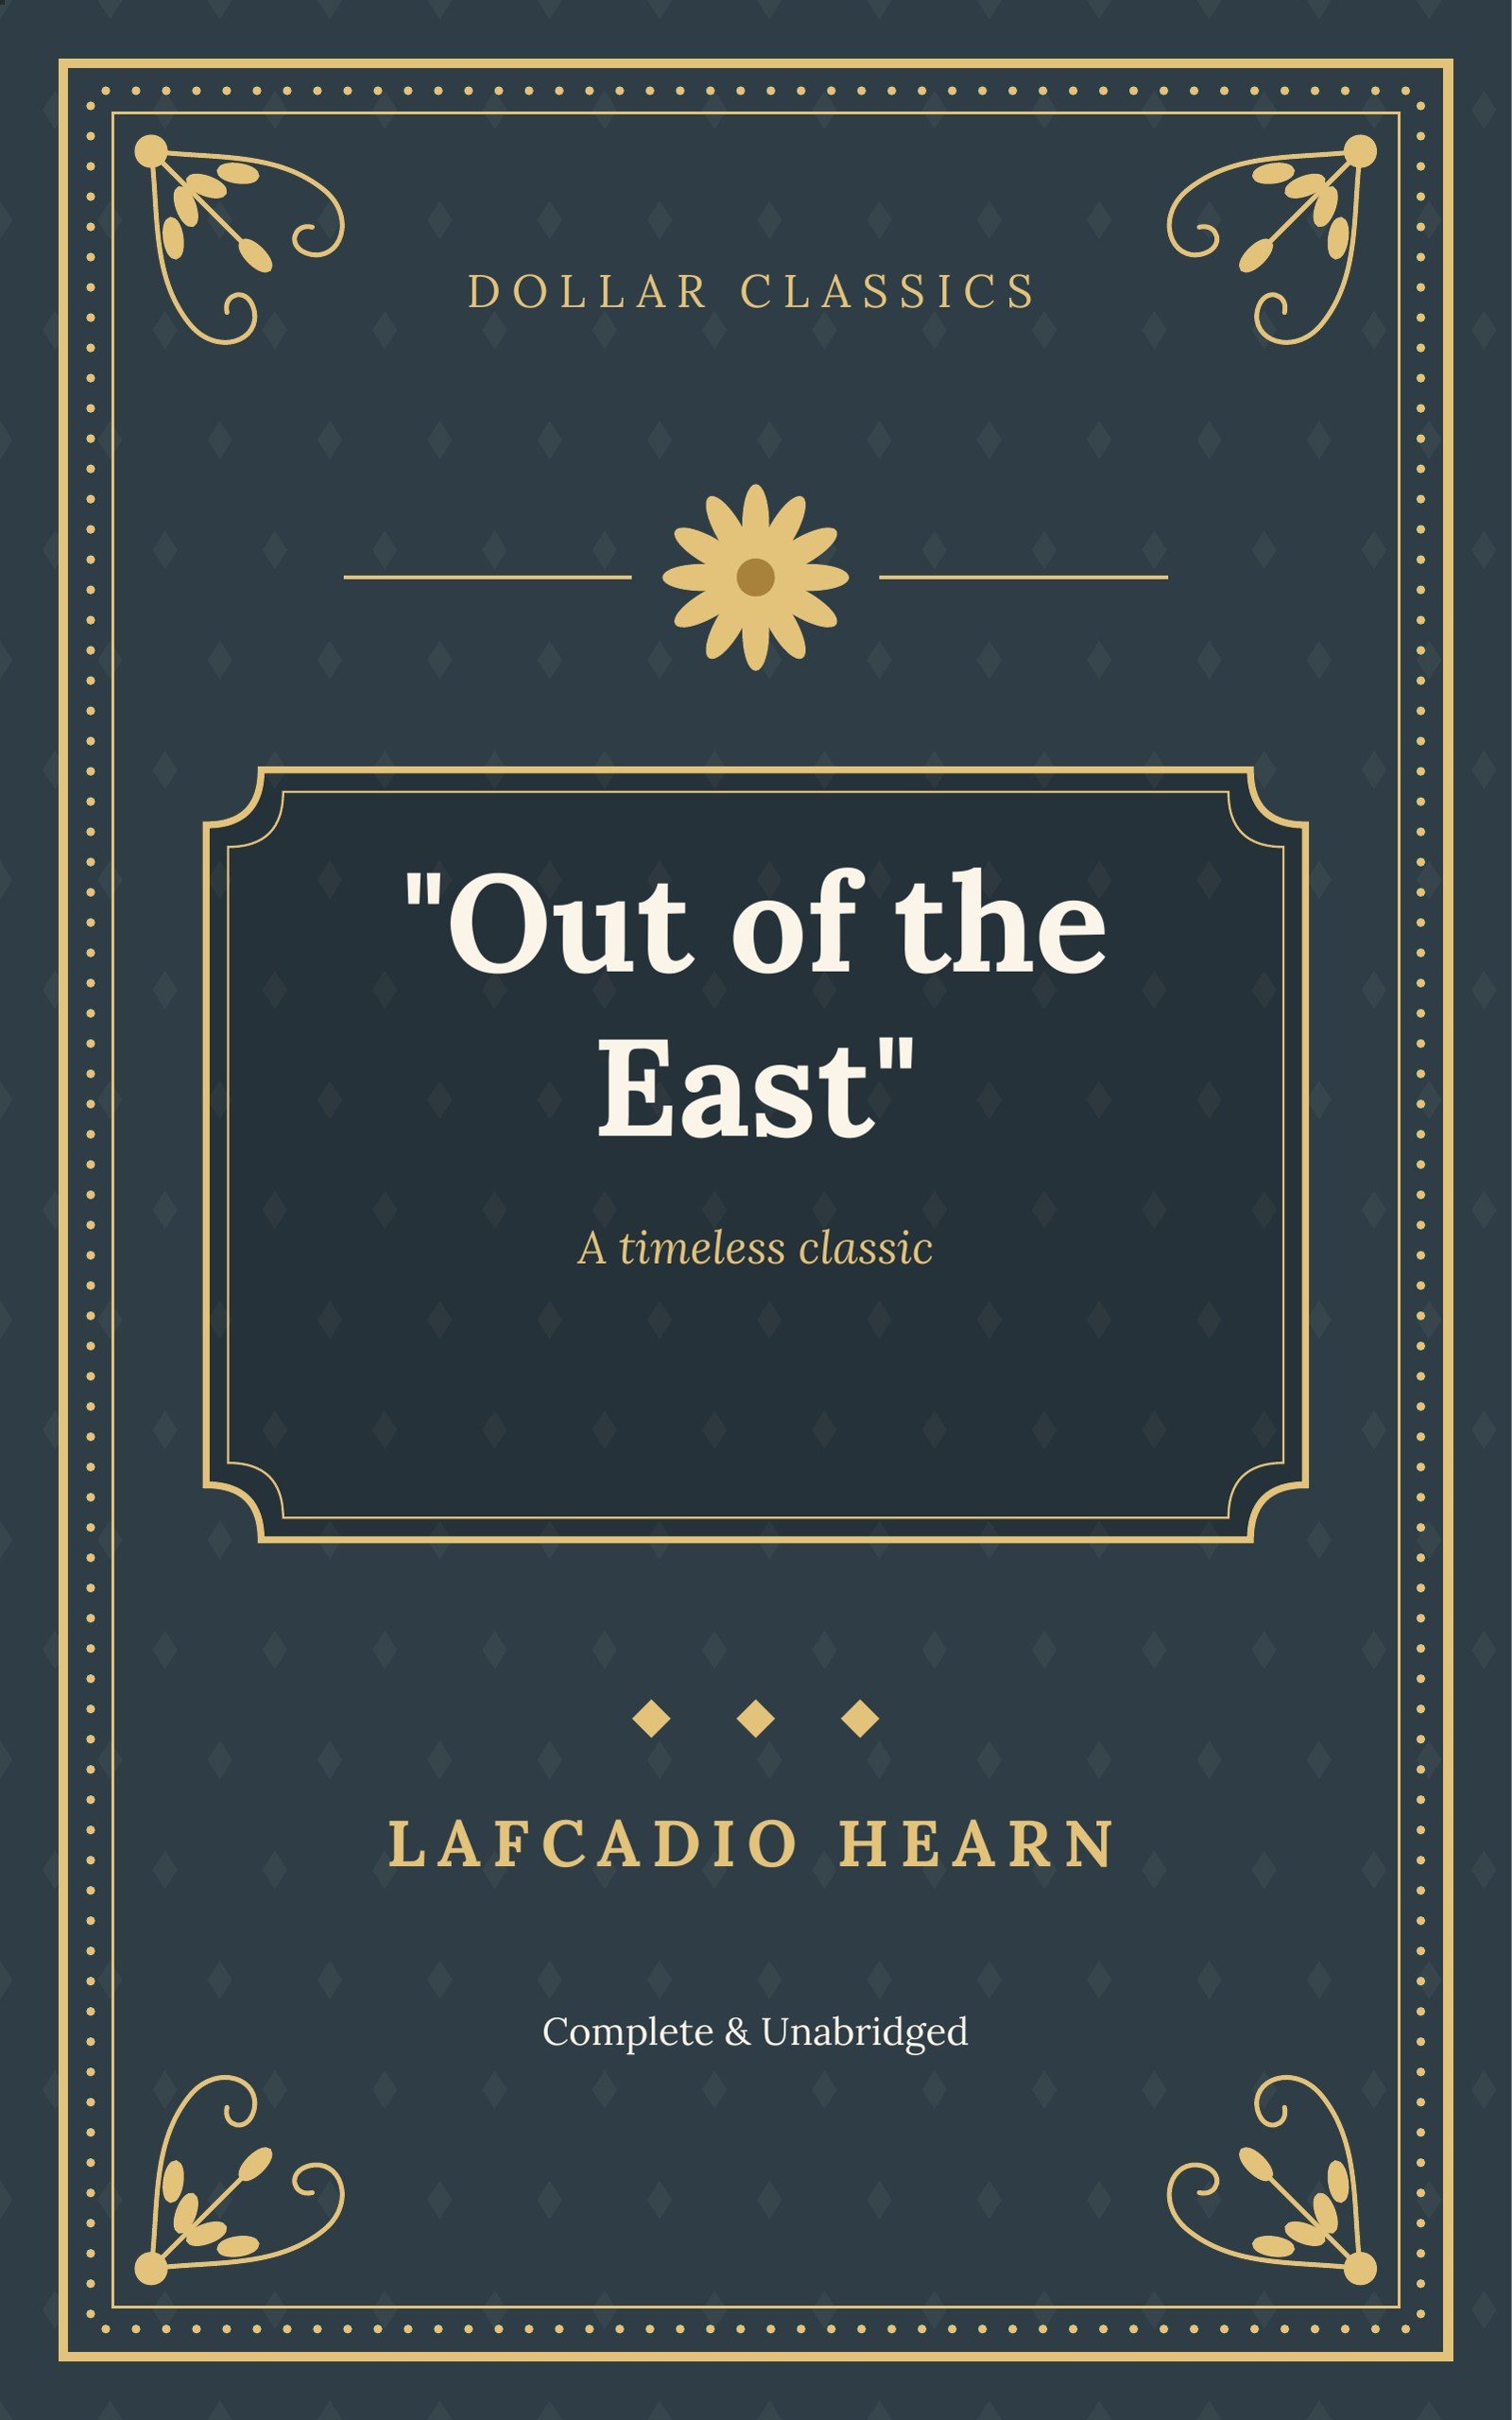 DOLLAR CLASSICS
"Out of the
East"
A timeless classic
LAFCADIO HEARN
Complete & Unabridged